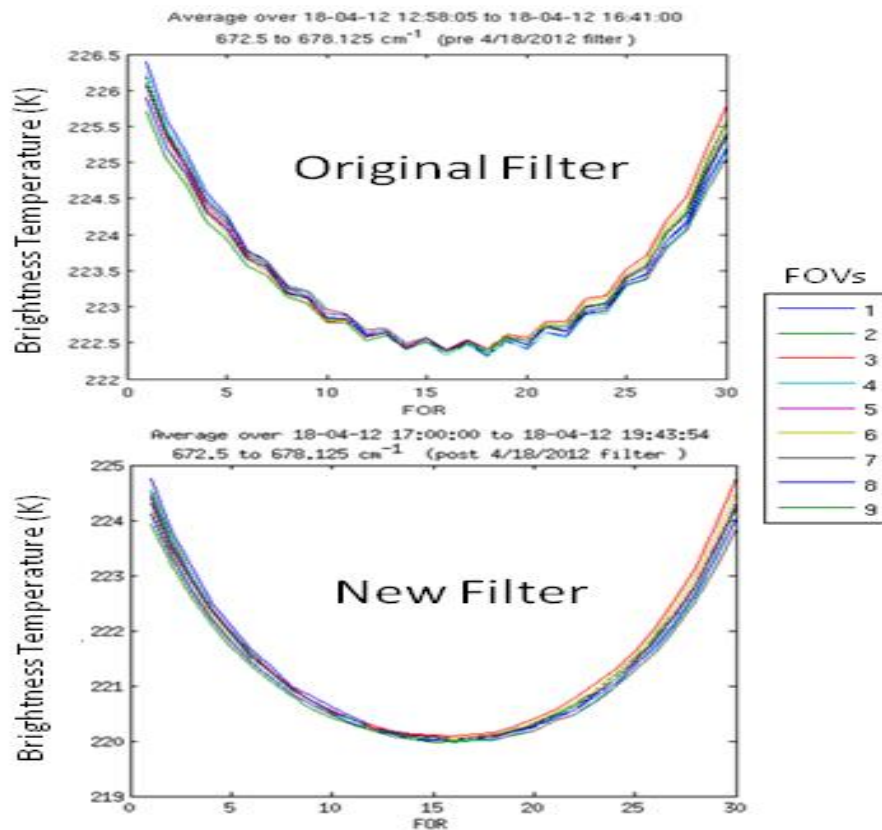 Average over 18-04-12 12:58:05 to 18-04-12 16:41:00
672.5 to 678.125 cm⁻¹ (pre 4/18/2012 filter )
226.5
226
225.5
225
224.5
224
223.5
223
222.5
222
0 5 10 15 20 25 30
FOR
Brightness Temperature (K)
Original Filter
Average over 18-04-12 17:00:00 to 18-04-12 19:43:54
672.5 to 678.125 cm⁻¹ (post 4/18/2012 filter )
225
224
223
222
221
220
219
0 5 10 15 20 25 30
FOR
Brightness Temperature (K)
New Filter
FOVs
1
2
3
4
5
6
7
8
9